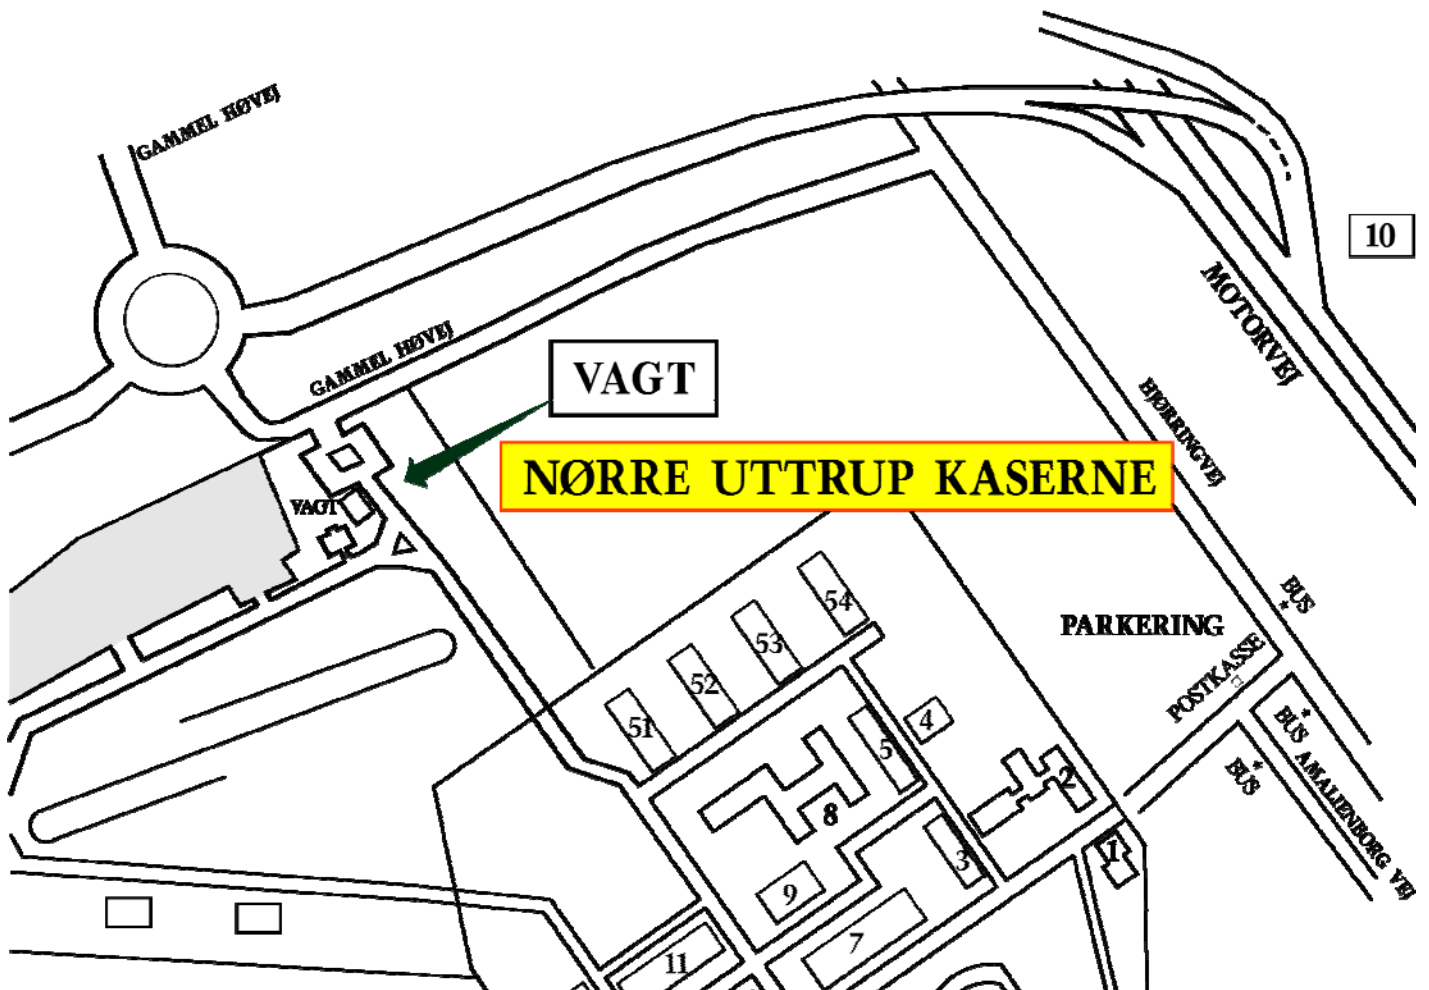 GAMMEL HØVEJ
10
MOTORVEJ
GAMMEL HØVEJ
VAGT
HJØRRINGVEJ
NØRRE UTTRUP KASERNE
VAGT
BUS
54
PARKERING
53
POSTKASSE
52
51
4
BUS
5
BUS
AMALIENBORG VEJ
2
8
1
3
9
7
11